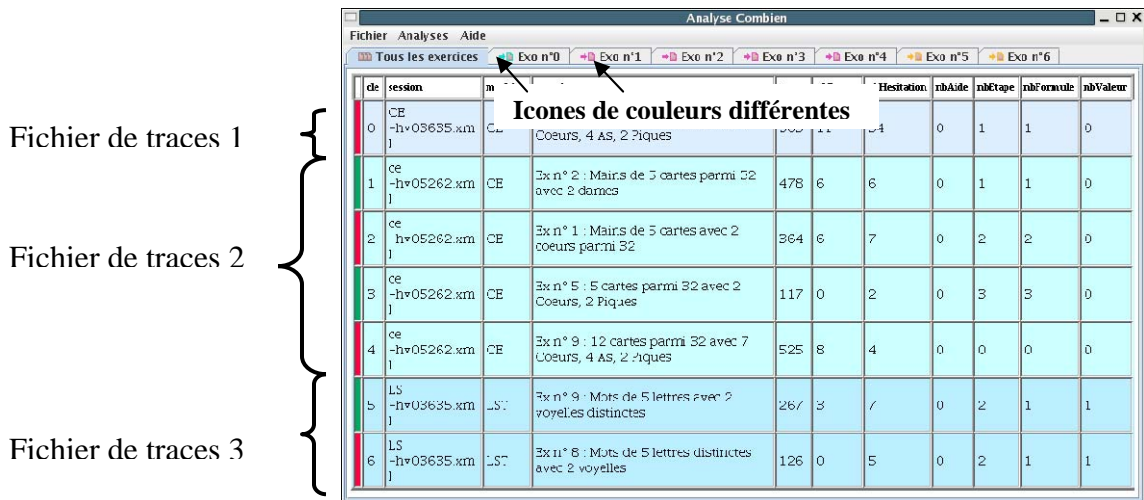 Analyse Combien
Fichier Analyses Aide
Tous les exercices Exo n°0 Exo n°1 Exo n°2 Exo n°3 Exo n°4 Exo n°5 Exo n°6
cle session Hesitation nbAide nbEtape nbFormule nbValeur
Icones de couleurs différentes
Fichier de traces 1
0 CE -hv03635.xml Coeurs, 4 As, 2 Piques 0 1 1 0
Fichier de traces 2
1 ce -hv05262.xml CE Ex n° 2 : Mains de 5 cartes parmi 32 avec 2 dames 478 6 6 0 1 1 0
2 ce -hv05262.xml CE Ex n° 1 : Mains de 5 cartes avec 2 coeurs parmi 32 364 6 7 0 2 2 0
3 ce -hv05262.xml CE Ex n° 5 : 5 cartes parmi 32 avec 2 Coeurs, 2 Piques 117 0 2 0 3 3 0
4 ce -hv05262.xml CE Ex n° 9 : 12 cartes parmi 32 avec 7 Coeurs, 4 As, 2 Piques 525 8 4 0 0 0 0
Fichier de traces 3
5 LS -hv03635.xml LST Ex n° 9 : Mots de 5 lettres avec 2 voyelles distinctes 267 3 7 0 2 1 1
6 LS -hv03635.xml LST Ex n° 8 : Mots de 5 lettres distinctes avec 2 voyelles 126 0 5 0 2 1 1